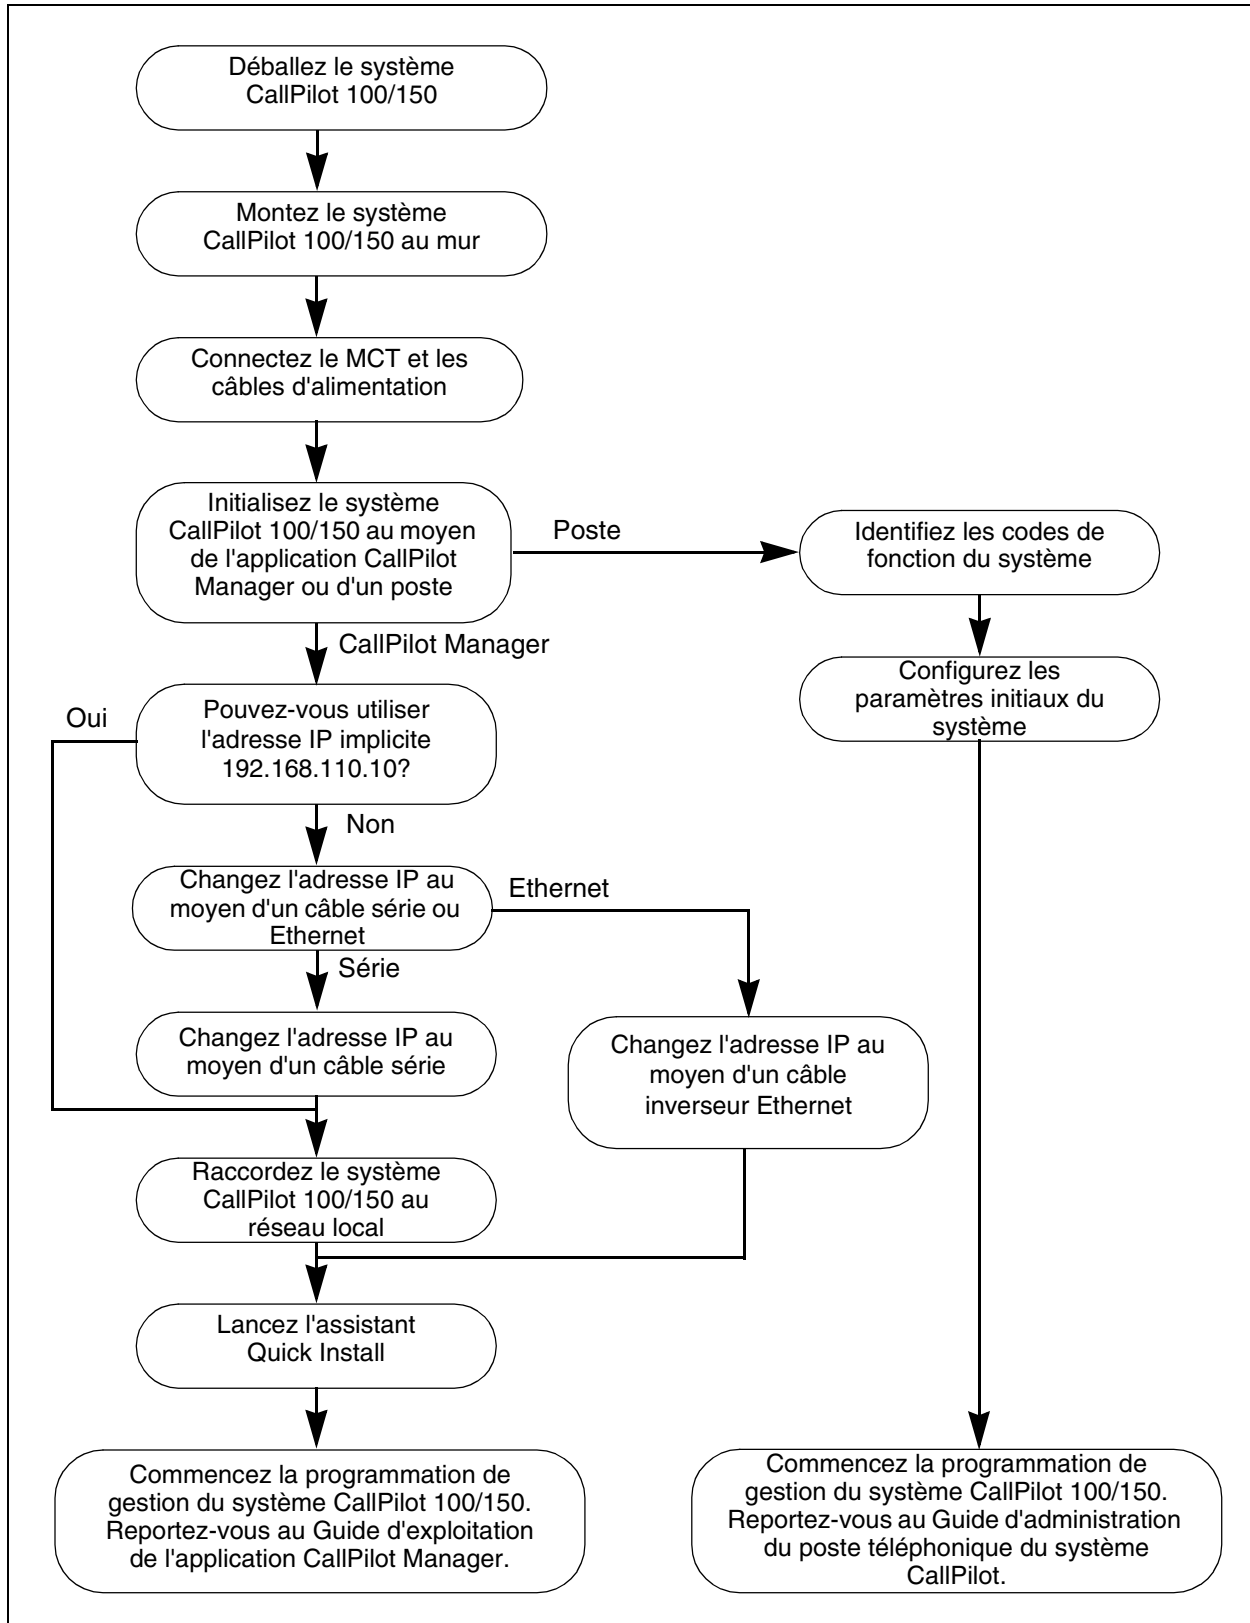 Déballez le système
CallPilot 100/150
Montez le système
CallPilot 100/150 au mur
Connectez le MCT et les
câbles d'alimentation
Initialisez le système
CallPilot 100/150 au moyen
de l'application CallPilot
Manager ou d'un poste
Poste
Identifiez les codes de
fonction du système
CallPilot Manager
Configurez les
paramètres initiaux du
système
Oui
Pouvez-vous utiliser
l'adresse IP implicite
192.168.110.10?
Non
Changez l'adresse IP au
moyen d'un câble série ou
Ethernet
Ethernet
Série
Changez l'adresse IP au
moyen d'un câble série
Changez l'adresse IP au
moyen d'un câble
inverseur Ethernet
Raccordez le système
CallPilot 100/150 au
réseau local
Lancez l'assistant
Quick Install
Commencez la programmation de
gestion du système CallPilot 100/150.
Reportez-vous au Guide d'exploitation
de l'application CallPilot Manager.
Commencez la programmation de
gestion du système CallPilot 100/150.
Reportez-vous au Guide d'administration
du poste téléphonique du système
CallPilot.